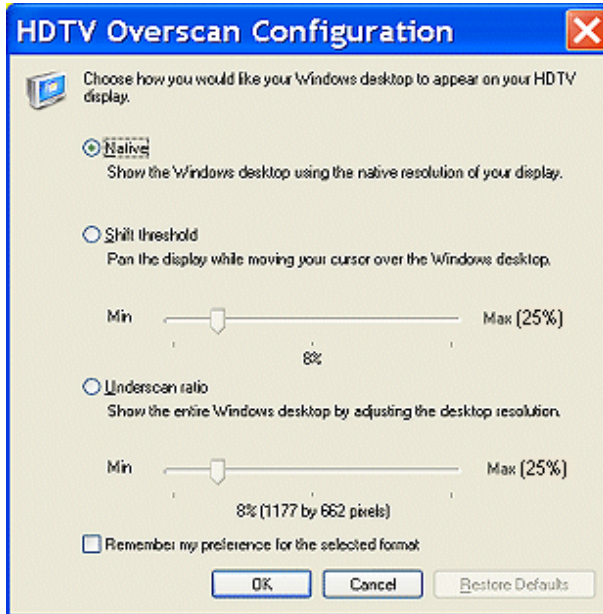 HDTV Overscan Configuration
Choose how you would like your Windows desktop to appear on your HDTV
display.
Native
Show the Windows desktop using the native resolution of your display.
Shift threshold
Pan the display while moving your cursor over the Windows desktop.
Min Max (25%)
8%
Underscan ratio
Show the entire Windows desktop by adjusting the desktop resolution.
Min Max (25%)
8% (1177 by 662 pixels)
Remember my preference for the selected format
OK Cancel Restore Defaults